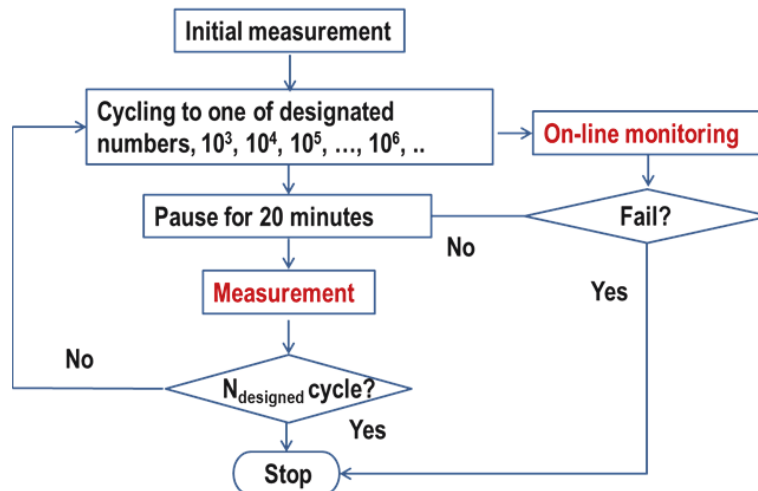 Initial measurement
Cycling to one of designated
numbers, 10³, 10⁴, 10⁵, …, 10⁶, ..
On-line monitoring
Pause for 20 minutes
Fail?
No
Measurement
Yes
No
N_designed cycle?
Yes
Stop